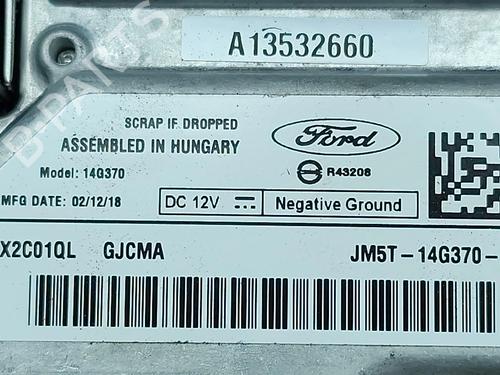 A13532660
SCRAP IF DROPPED
ASSEMBLED IN HUNGARY
Ford
Model: 14G370
R43208
MFG DATE: 02/12/18
DC 12V
Negative Ground
X2C01QL GJCMA
JM5T-14G370-
B-PARTS